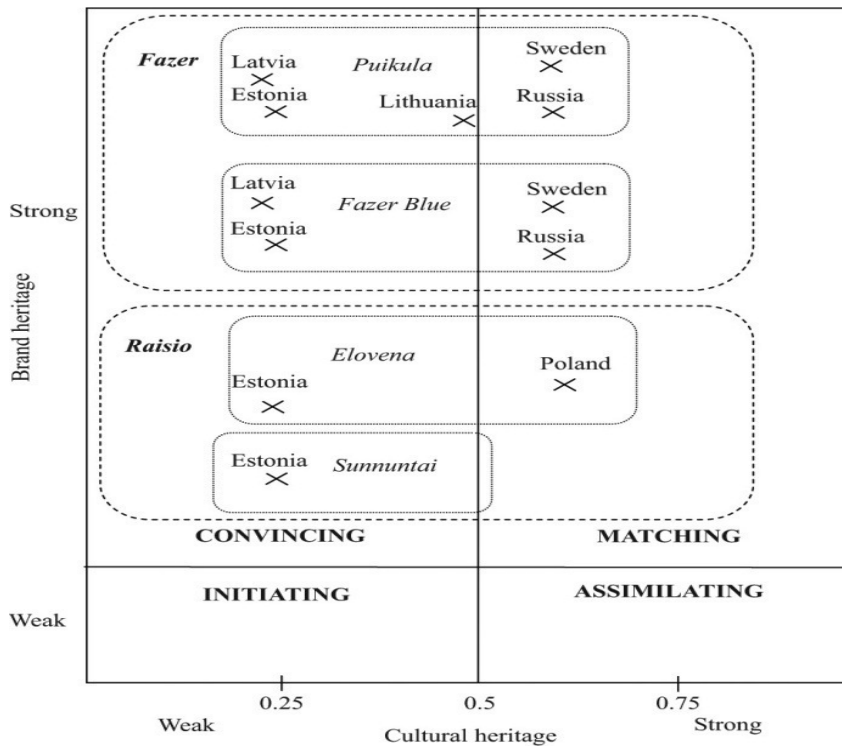 Fazer
Latvia
Puikula
Sweden
Estonia
Lithuania
Russia
Latvia
Fazer Blue
Sweden
Estonia
Russia
Strong
Brand heritage
Raisio
Elovena
Poland
Estonia
Estonia
Sunnuntai
CONVINCING
MATCHING
INITIATING
ASSIMILATING
Weak
0.25
0.5
0.75
Weak
Cultural heritage
Strong